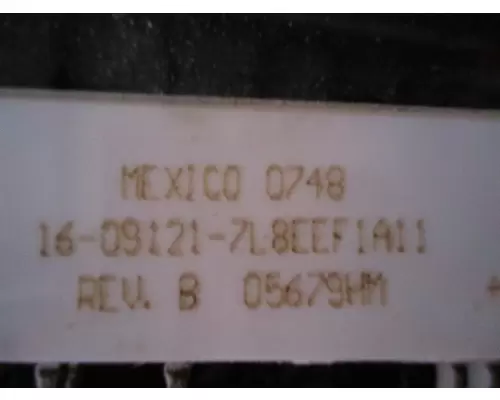 MEXICO 0748
16-09121-7L8EEF1A11
REV. B 05679HM